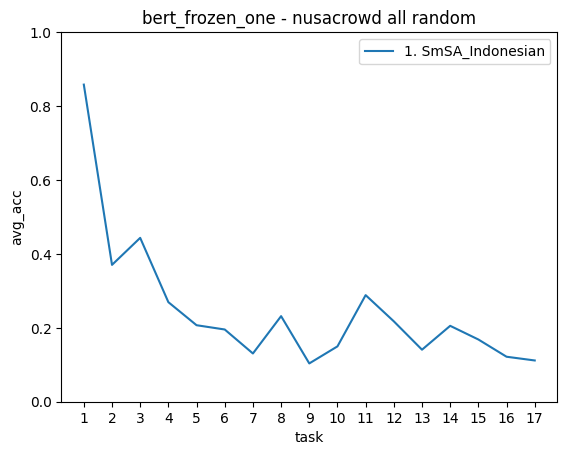 bert_frozen_one - nusacrowd all random
1. SmSA_Indonesian
avg_acc
1.0
0.8
0.6
0.4
0.2
0.0
1 2 3 4 5 6 7 8 9 10 11 12 13 14 15 16 17
task